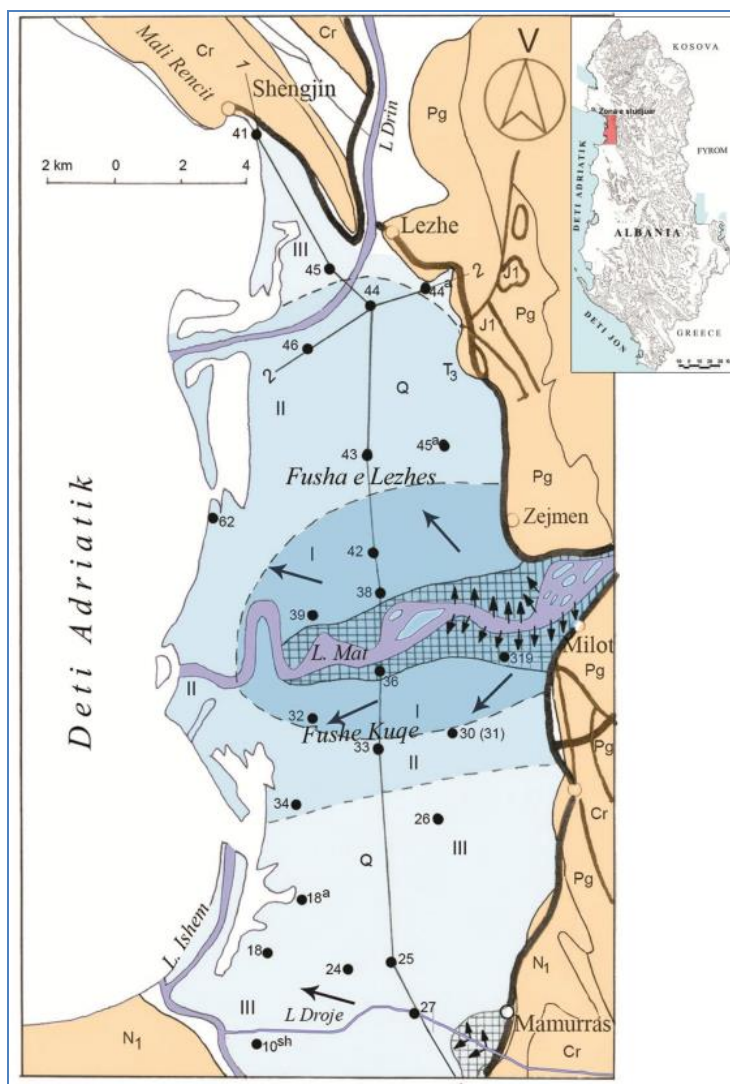 Mali Rencit
Cr
Cr
1
Shengjin
41
2 km 0 2 4
L Drin
Pg
V
Lezhe
III
45
44
44a
2
J1
J1
Pg
46
2
II
Q
T3
45a
43
Fusha e Lezhes
Pg
Zejmen
62
I
42
38
39
L. Mat
Milot
319
Pg
36
II
32
I
Fushe Kuqe
30 (31)
33
II
Pg
34
26
Cr
III
Q
Pg
18a
L. Ishem
18
24
25
N1
III
L Droje
27
Mamurras
N1
10sh
Cr
Deti Adriatik
KOSOVA
Zona e studjuar
FYROM
DETI ADRIATIK
ALBANIA
DETI JON
GREECE